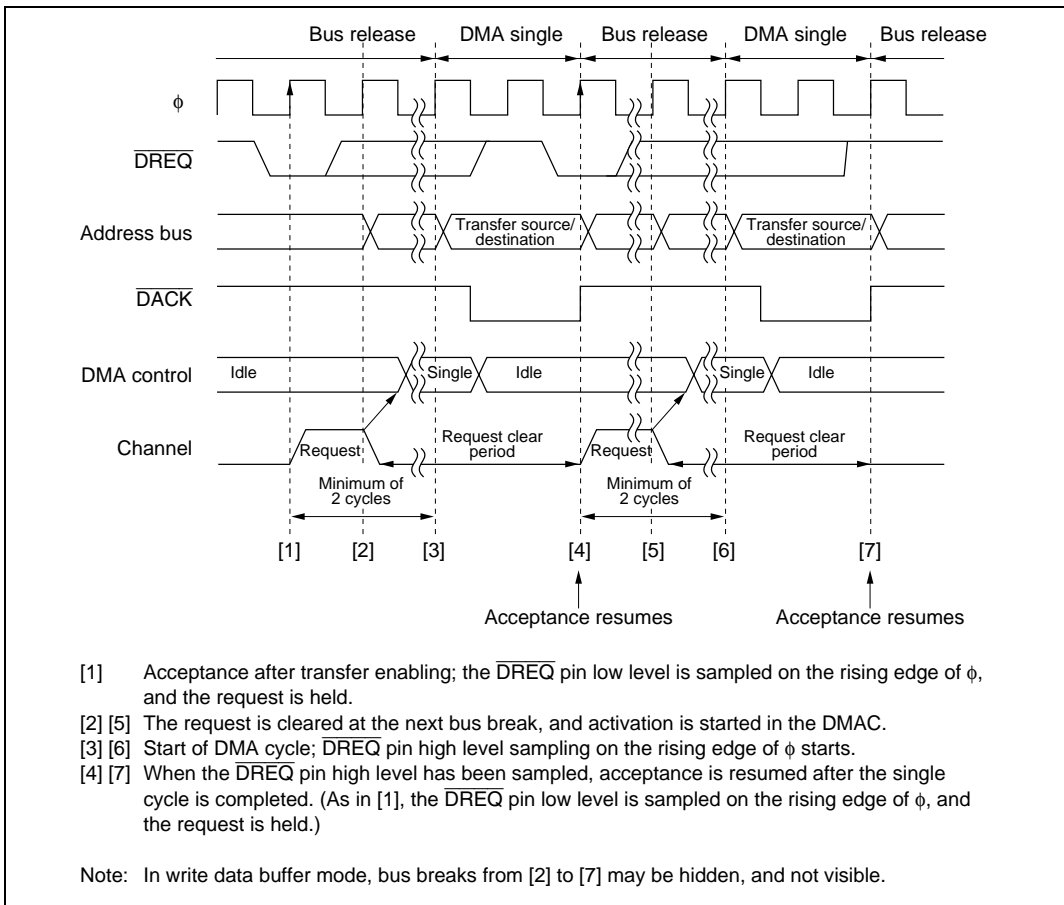 Bus release DMA single Bus release DMA single Bus release
ϕ
DREQ
Address bus
Transfer source/
destination
Transfer source/
destination
DACK
DMA control
Idle Single Idle Single Idle
Channel
Request
Request clear
period
Request
Request clear
period
Minimum of
2 cycles
Minimum of
2 cycles
[1] [2] [3] [4] [5] [6] [7]
Acceptance resumes Acceptance resumes
[1] Acceptance after transfer enabling; the DREQ pin low level is sampled on the rising edge of ϕ,
and the request is held.
[2] [5] The request is cleared at the next bus break, and activation is started in the DMAC.
[3] [6] Start of DMA cycle; DREQ pin high level sampling on the rising edge of ϕ starts.
[4] [7] When the DREQ pin high level has been sampled, acceptance is resumed after the single
cycle is completed. (As in [1], the DREQ pin low level is sampled on the rising edge of ϕ, and
the request is held.)
Note: In write data buffer mode, bus breaks from [2] to [7] may be hidden, and not visible.